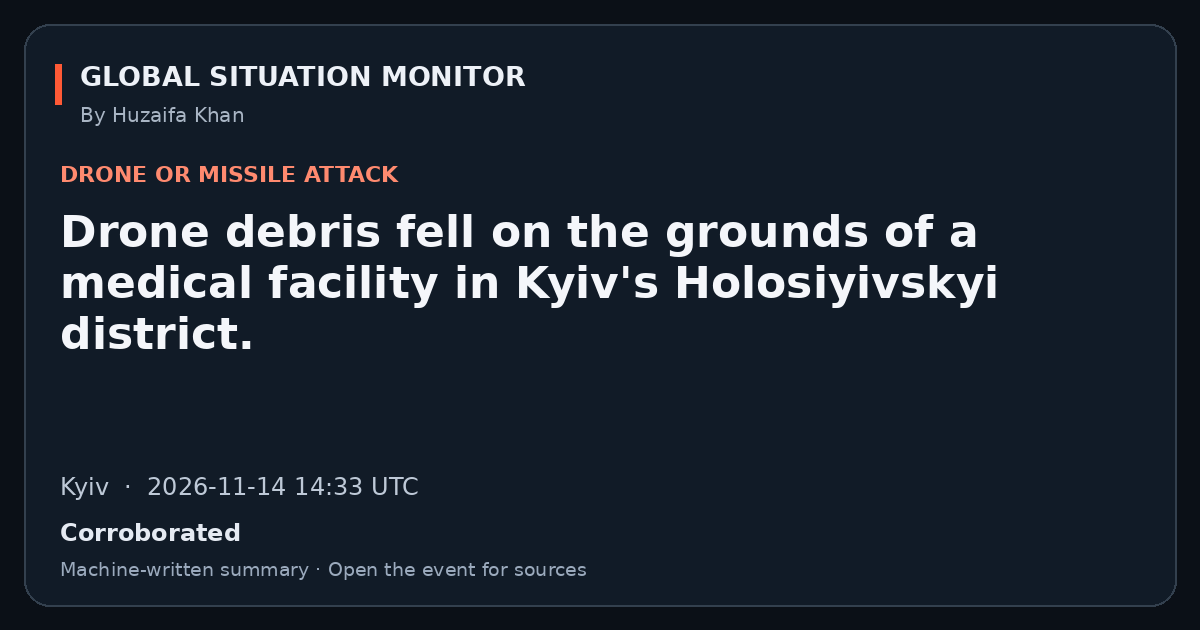 GLOBAL SITUATION MONITOR
By Huzaifa Khan
DRONE OR MISSILE ATTACK
Drone debris fell on the grounds of a
medical facility in Kyiv's Holosiyivskyi
district.
Kyiv · 2026-11-14 14:33 UTC
Corroborated
Machine-written summary · Open the event for sources